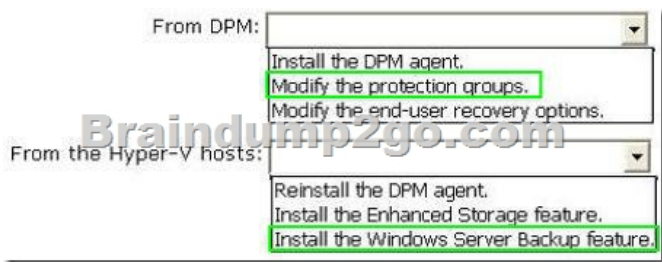 From DPM:
Install the DPM agent.
Modify the protection groups.
Modify the end-user recovery options.
Braindump2go.com
From the Hyper-V hosts:
Reinstall the DPM agent.
Install the Enhanced Storage feature.
Install the Windows Server Backup feature.